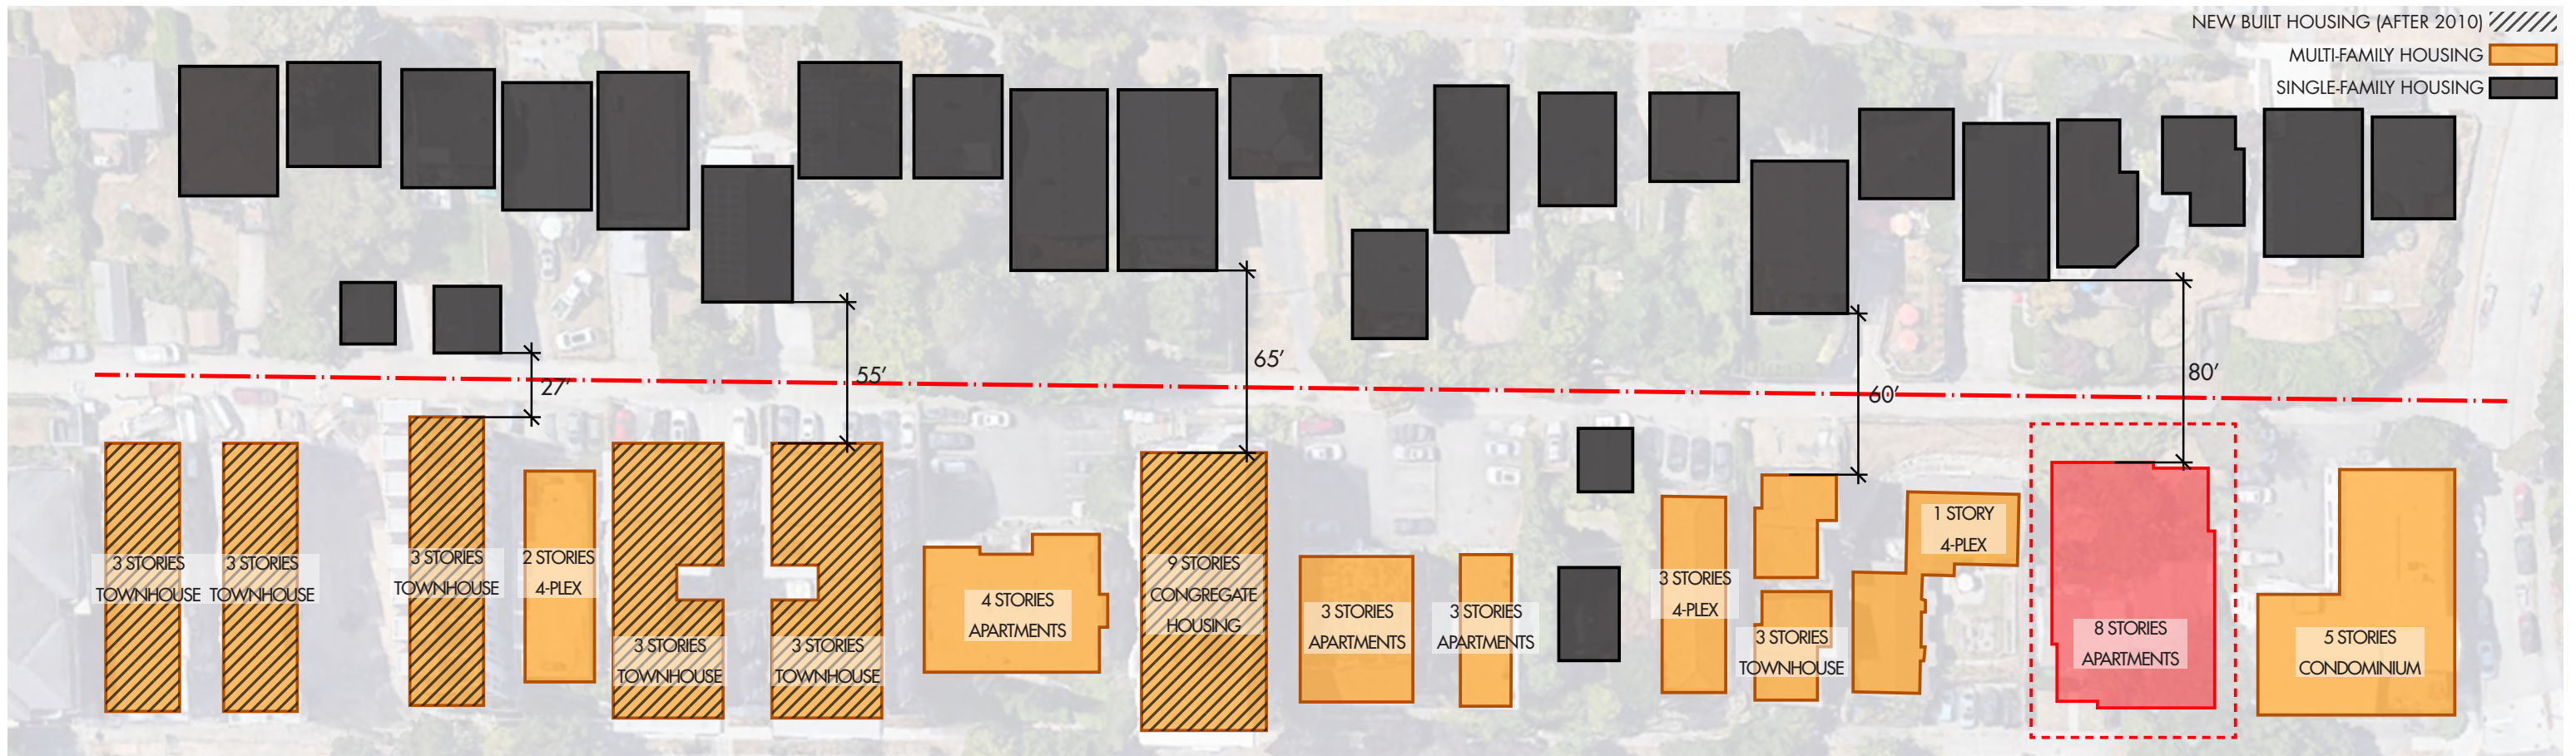 NEW BUILT HOUSING (AFTER 2010)
MULTI-FAMILY HOUSING
SINGLE-FAMILY HOUSING
27'
55'
65'
60'
80'
3 STORIES
TOWNHOUSE
3 STORIES
TOWNHOUSE
3 STORIES
TOWNHOUSE
2 STORIES
4-PLEX
3 STORIES
TOWNHOUSE
3 STORIES
TOWNHOUSE
4 STORIES
APARTMENTS
9 STORIES
CONGREGATE
HOUSING
3 STORIES
APARTMENTS
3 STORIES
APARTMENTS
3 STORIES
4-PLEX
3 STORIES
TOWNHOUSE
1 STORY
4-PLEX
8 STORIES
APARTMENTS
5 STORIES
CONDOMINIUM